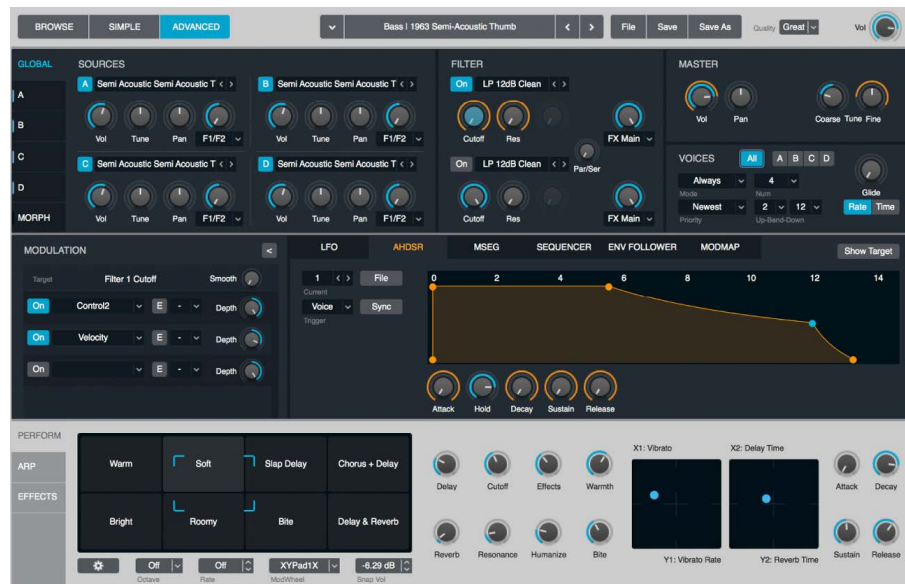 BROWSE SIMPLE ADVANCED Bass | 1963 Semi-Acoustic Thumb < > File Save Save As Quality Great Vol
GLOBAL SOURCES FILTER MASTER
A Semi Acoustic Semi Acoustic T < > B Semi Acoustic Semi Acoustic T < > On LP 12dB Clean < >
A
B
Vol Tune Pan F1/F2 Vol Tune Pan F1/F2 Cutoff Res FX Main Vol Pan Coarse Tune Fine
C
C Semi Acoustic Semi Acoustic T < > D Semi Acoustic Semi Acoustic T < > On LP 12dB Clean < > Par/Ser
VOICES All A B C D
D
Always 4
Mode Num Glide
MORPH
Vol Tune Pan F1/F2 Vol Tune Pan F1/F2 Cutoff Res FX Main
Newest 2 12 Rate Time
Priority Up-Bend-Down
MODULATION < LFO AHDSR MSEG SEQUENCER ENV FOLLOWER MODMAP Show Target
Target Filter 1 Cutoff Smooth
1 < > File
Current
0 2 4 6 8 10 12 14
On Control2 E - Depth
Voice Sync
Trigger
On Velocity E - Depth
On E - Depth
Attack Hold Decay Sustain Release
PERFORM
ARP
EFFECTS
Warm Soft Slap Delay Chorus + Delay
Bright Roomy Bite Delay & Reverb
Off Off XYPad1X -6.29 dB
Octave Rate ModWheel Snap Vol
Delay Cutoff Effects Warmth
Reverb Resonance Humanize Bite
X1: Vibrato X2: Delay Time
Y1: Vibrato Rate Y2: Reverb Time
Attack Decay
Sustain Release